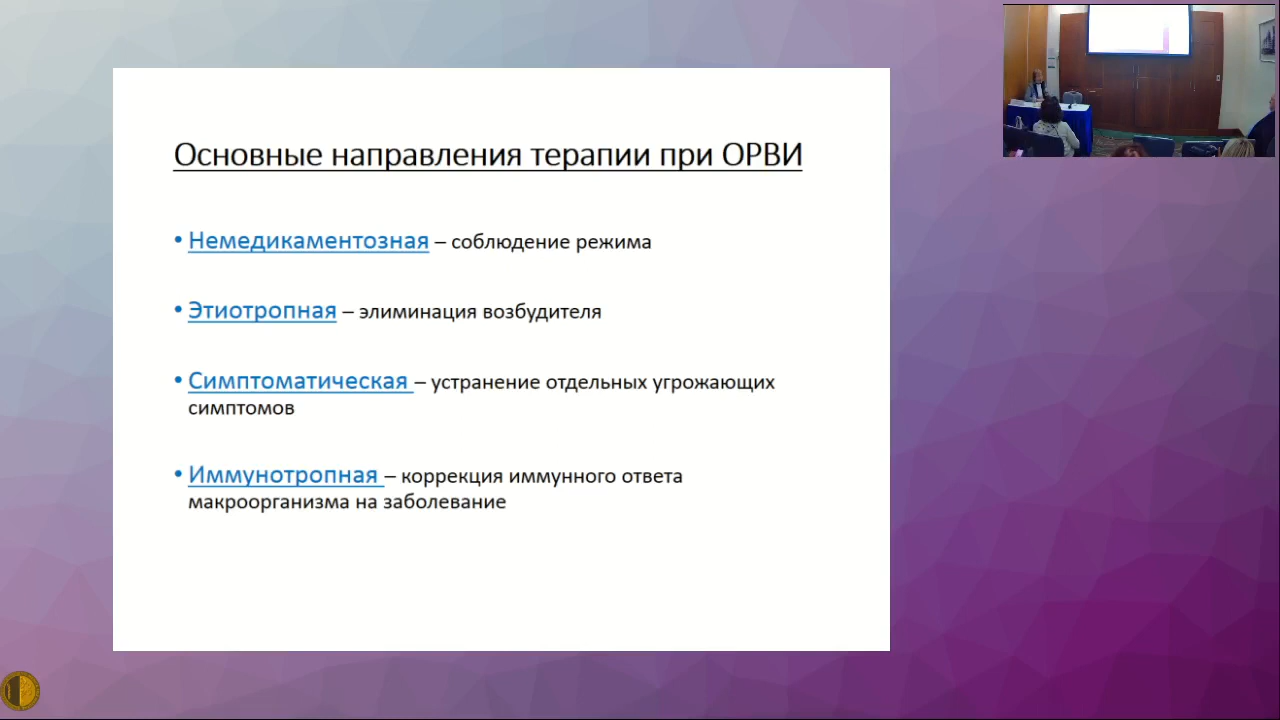 Основные направления терапии при ОРВИ
• Немедикаментозная – соблюдение режима
• Этиотропная – элиминация возбудителя
• Симптоматическая – устранение отдельных угрожающих
симптомов
• Иммунотропная – коррекция иммунного ответа
макроорганизма на заболевание